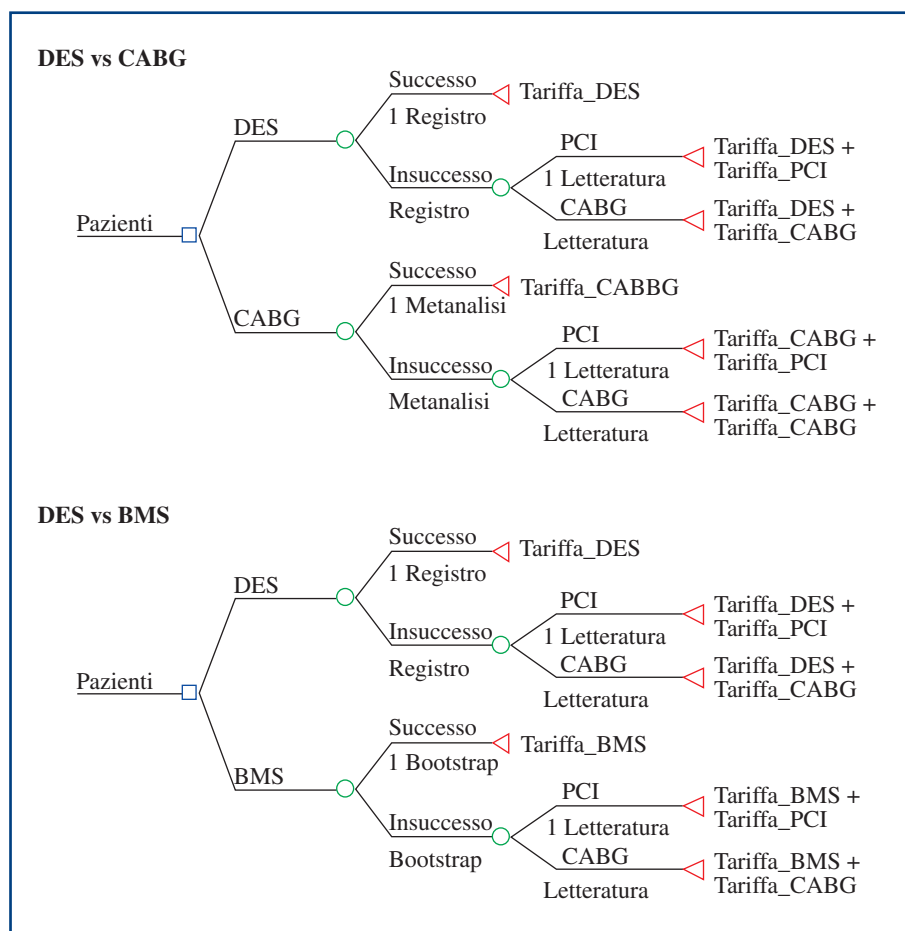 DES vs CABG
Successo
Tariffa_DES
1 Registro
DES
PCI
Tariffa_DES +
Tariffa_PCI
Insuccesso
1 Letteratura
Registro
CABG
Tariffa_DES +
Tariffa_CABG
Letteratura
Pazienti
Successo
Tariffa_CABBG
1 Metanalisi
CABG
PCI
Tariffa_CABG +
Tariffa_PCI
Insuccesso
1 Letteratura
Metanalisi
CABG
Tariffa_CABG +
Tariffa_CABG
Letteratura
DES vs BMS
Successo
Tariffa_DES
1 Registro
DES
PCI
Tariffa_DES +
Tariffa_PCI
Insuccesso
1 Letteratura
Registro
CABG
Tariffa_DES +
Tariffa_CABG
Letteratura
Pazienti
Successo
Tariffa_BMS
1 Bootstrap
BMS
PCI
Tariffa_BMS +
Tariffa_PCI
Insuccesso
1 Letteratura
Bootstrap
CABG
Tariffa_BMS +
Tariffa_CABG
Letteratura